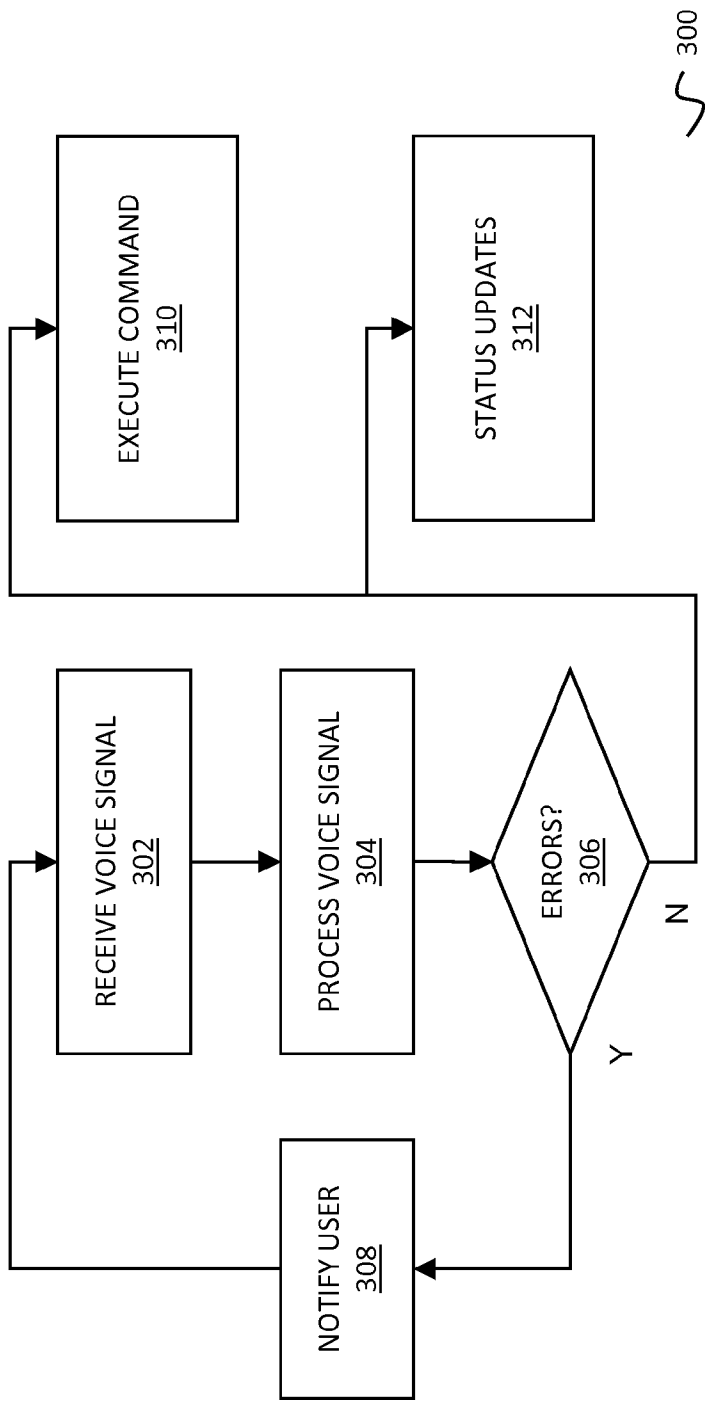 RECEIVE VOICE SIGNAL
302
PROCESS VOICE SIGNAL
304
ERRORS?
306
Y
N
NOTIFY USER
308
EXECUTE COMMAND
310
STATUS UPDATES
312
300